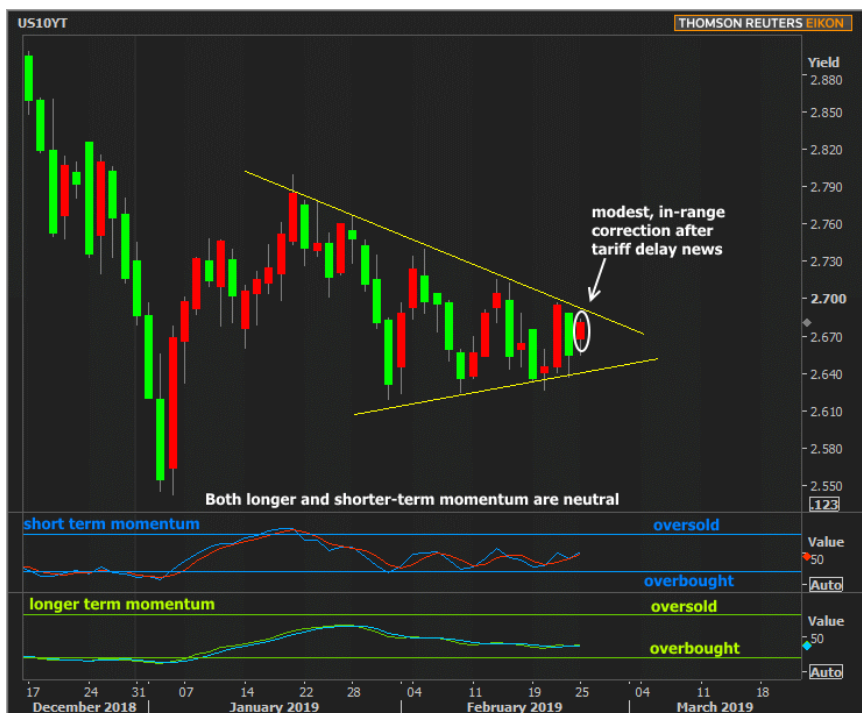 US10YT
THOMSON REUTERS EIKON
Yield
2.880
2.850
2.820
2.790
2.760
2.730
2.700
2.670
2.640
2.610
2.580
2.550
.123
modest, in-range
correction after
tariff delay news
Both longer and shorter-term momentum are neutral
short term momentum
oversold
Value
50
overbought
Auto
longer term momentum
oversold
Value
50
overbought
Auto
17 24 31 07 14 22 28 04 11 19 25 04 11 18
December 2018 January 2019 February 2019 March 2019